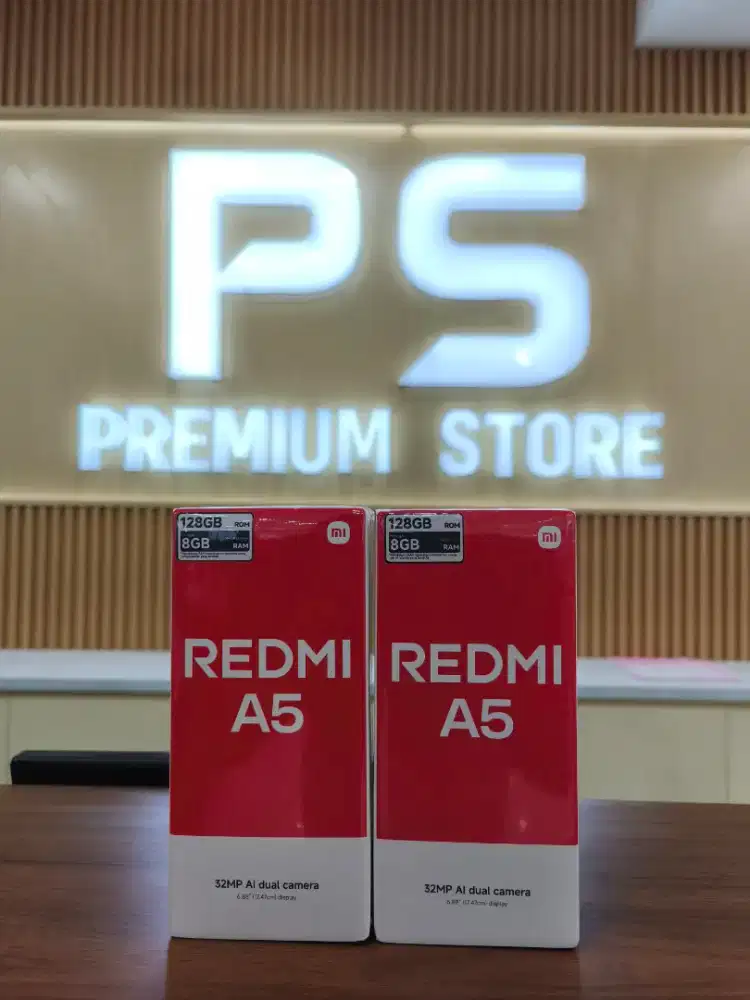 PS
PREMIUM STORE
128GB ROM
8GB RAM
mi
REDMI
A5
32MP AI dual camera
128GB ROM
8GB RAM
mi
REDMI
A5
32MP AI dual camera